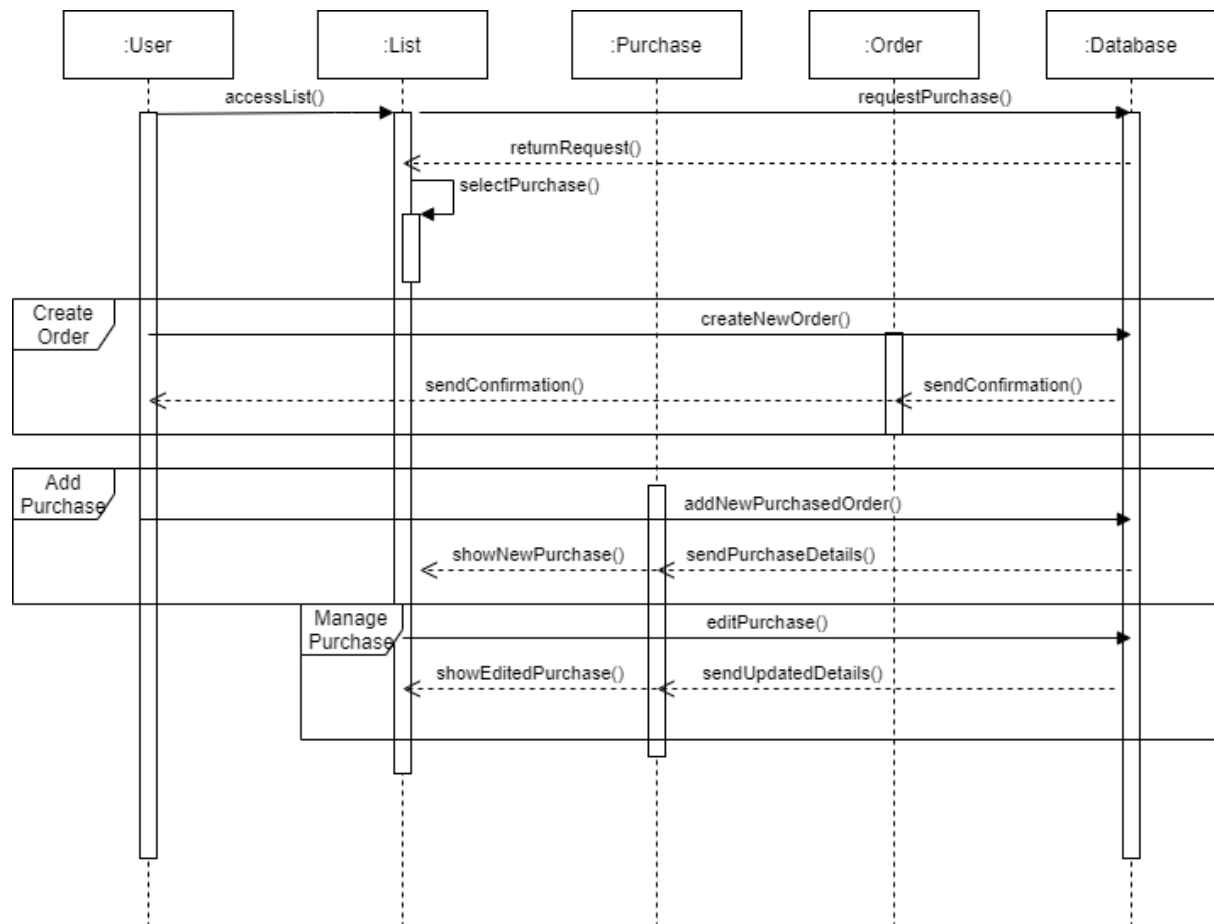 :User
:List
:Purchase
:Order
:Database
accessList()
requestPurchase()
returnRequest()
selectPurchase()
Create
Order
createNewOrder()
sendConfirmation()
sendConfirmation()
Add
Purchase
addNewPurchasedOrder()
showNewPurchase()
sendPurchaseDetails()
Manage
Purchase
editPurchase()
showEditedPurchase()
sendUpdatedDetails()